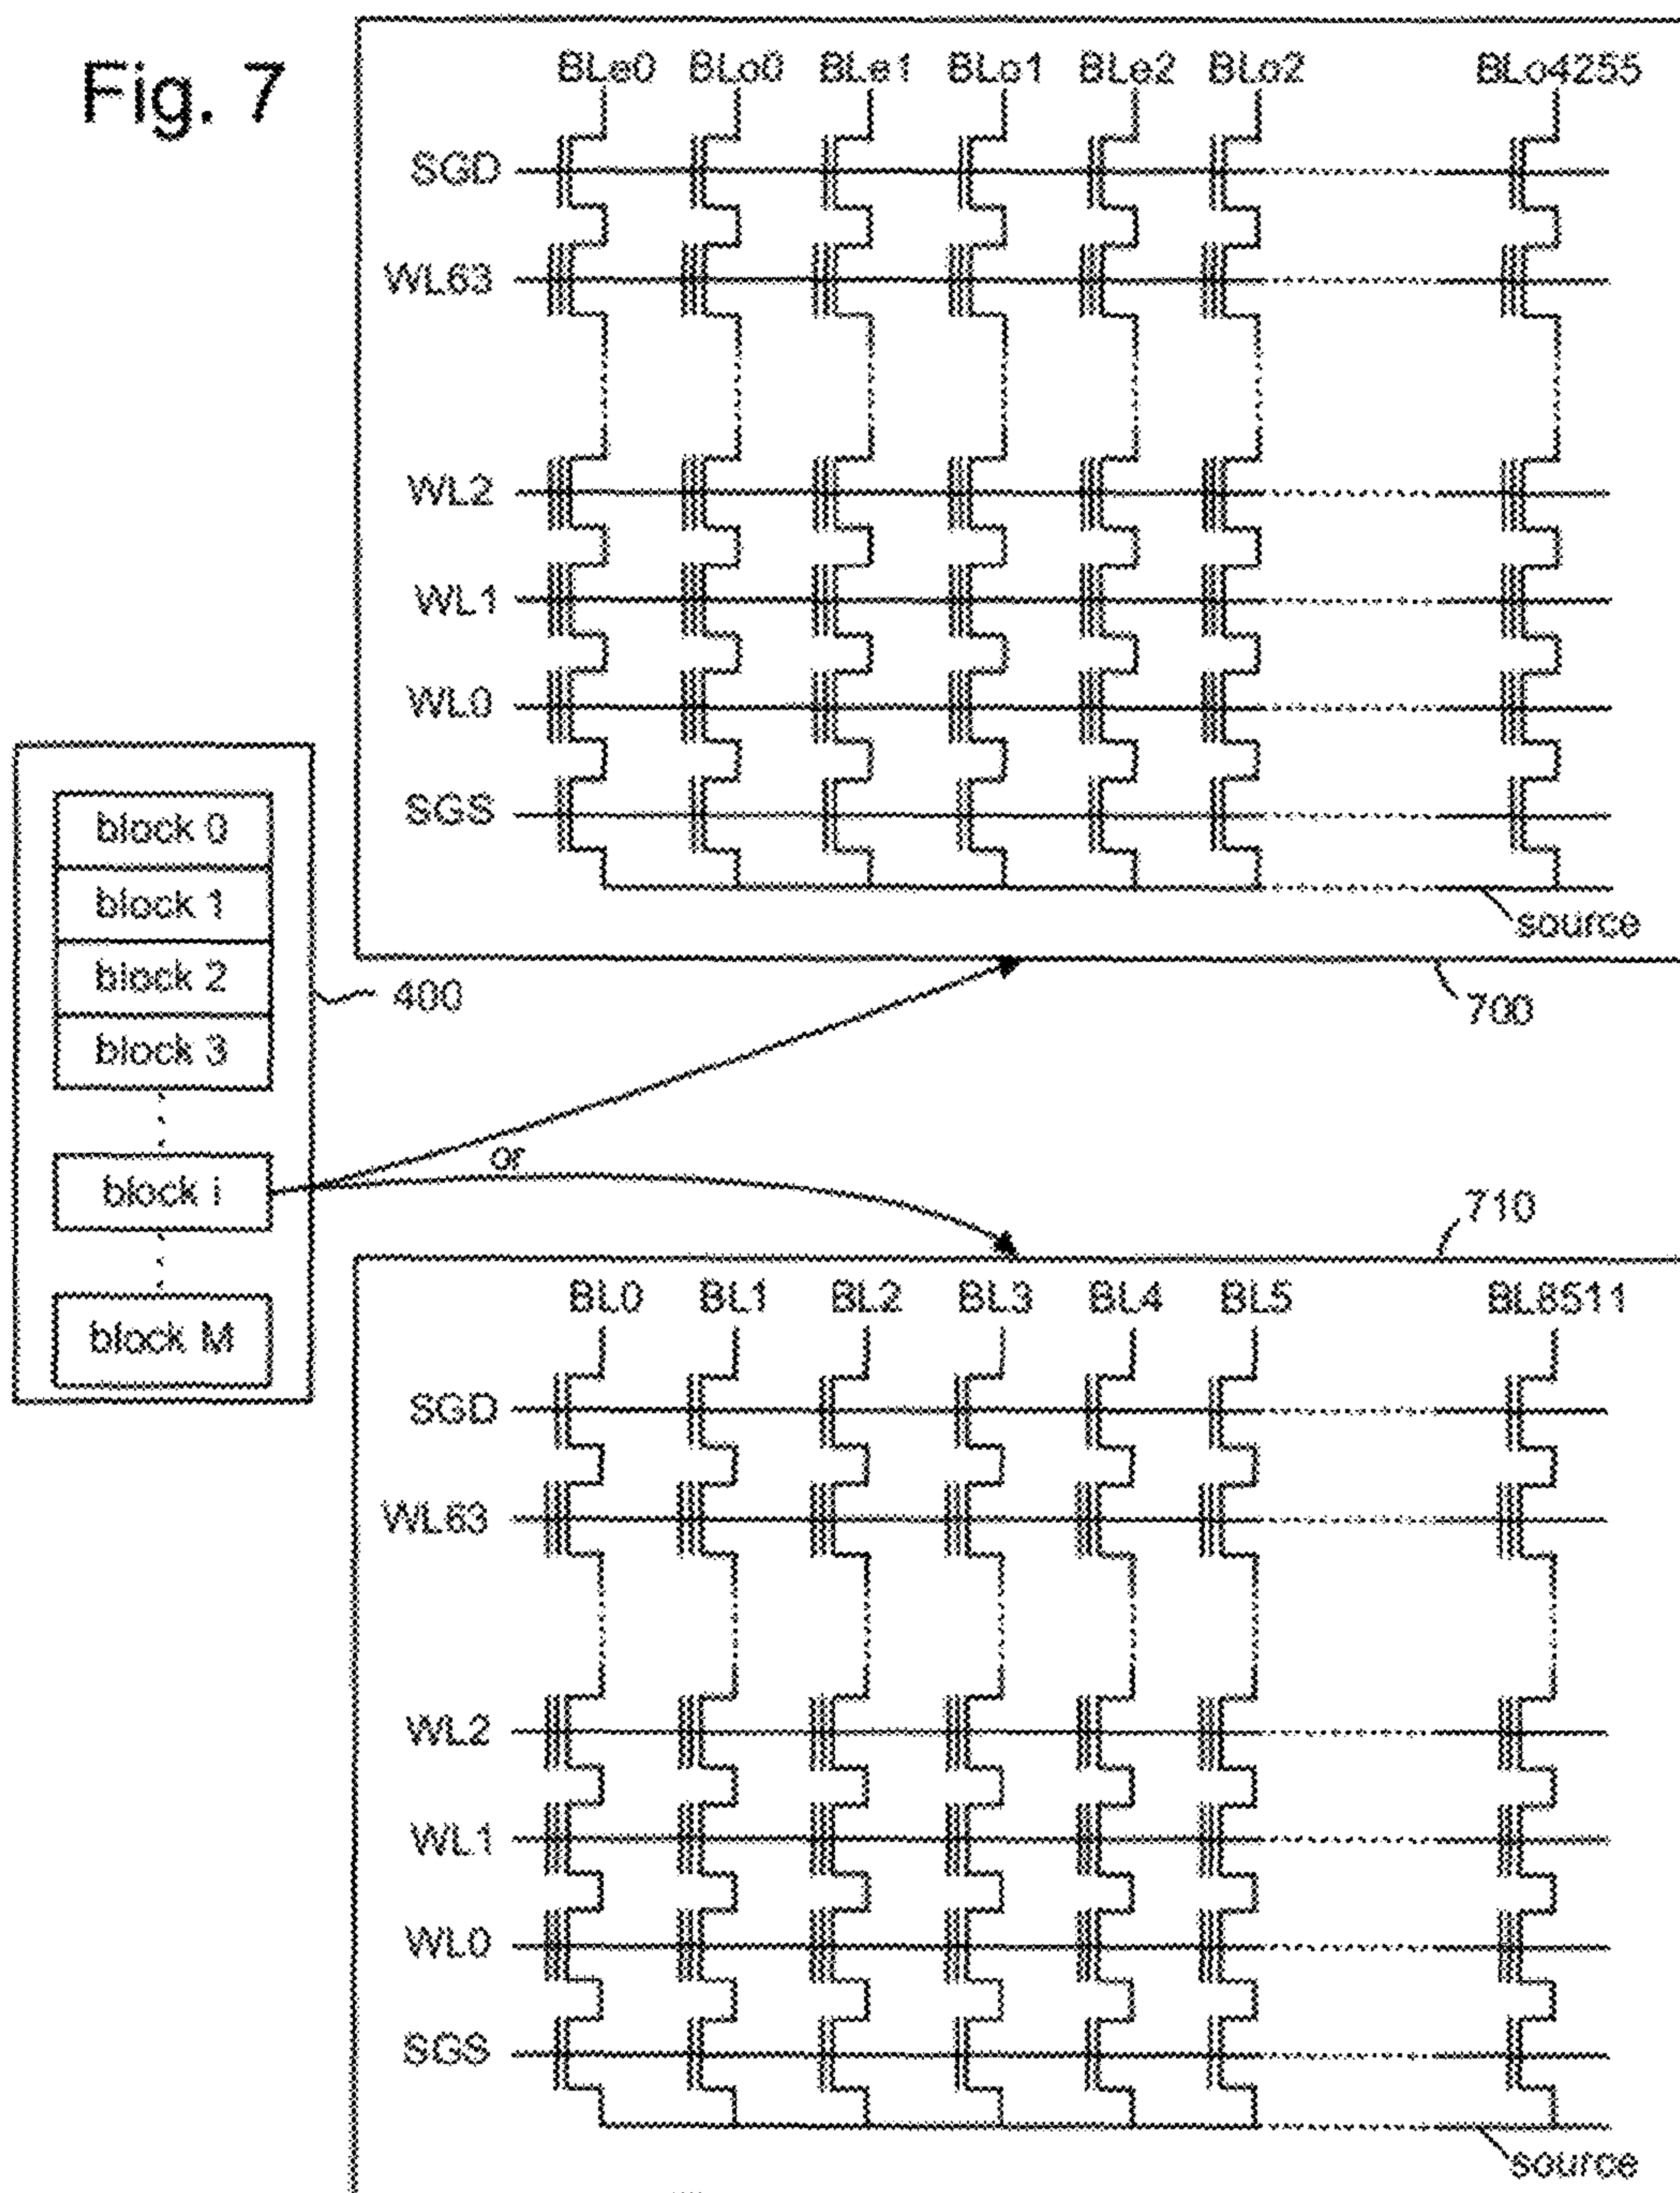 Fig. 7
BLe0 BLo0 BLe1 BLo1 BLe2 BLo2 BLo4255
SGD
WL63
WL2
WL1
WL0
SGS
source
700
block 0
block 1
block 2
block 3
block i
block M
400
or
710
BL0 BL1 BL2 BL3 BL4 BL5 BL8511
SGD
WL63
WL2
WL1
WL0
SGS
source